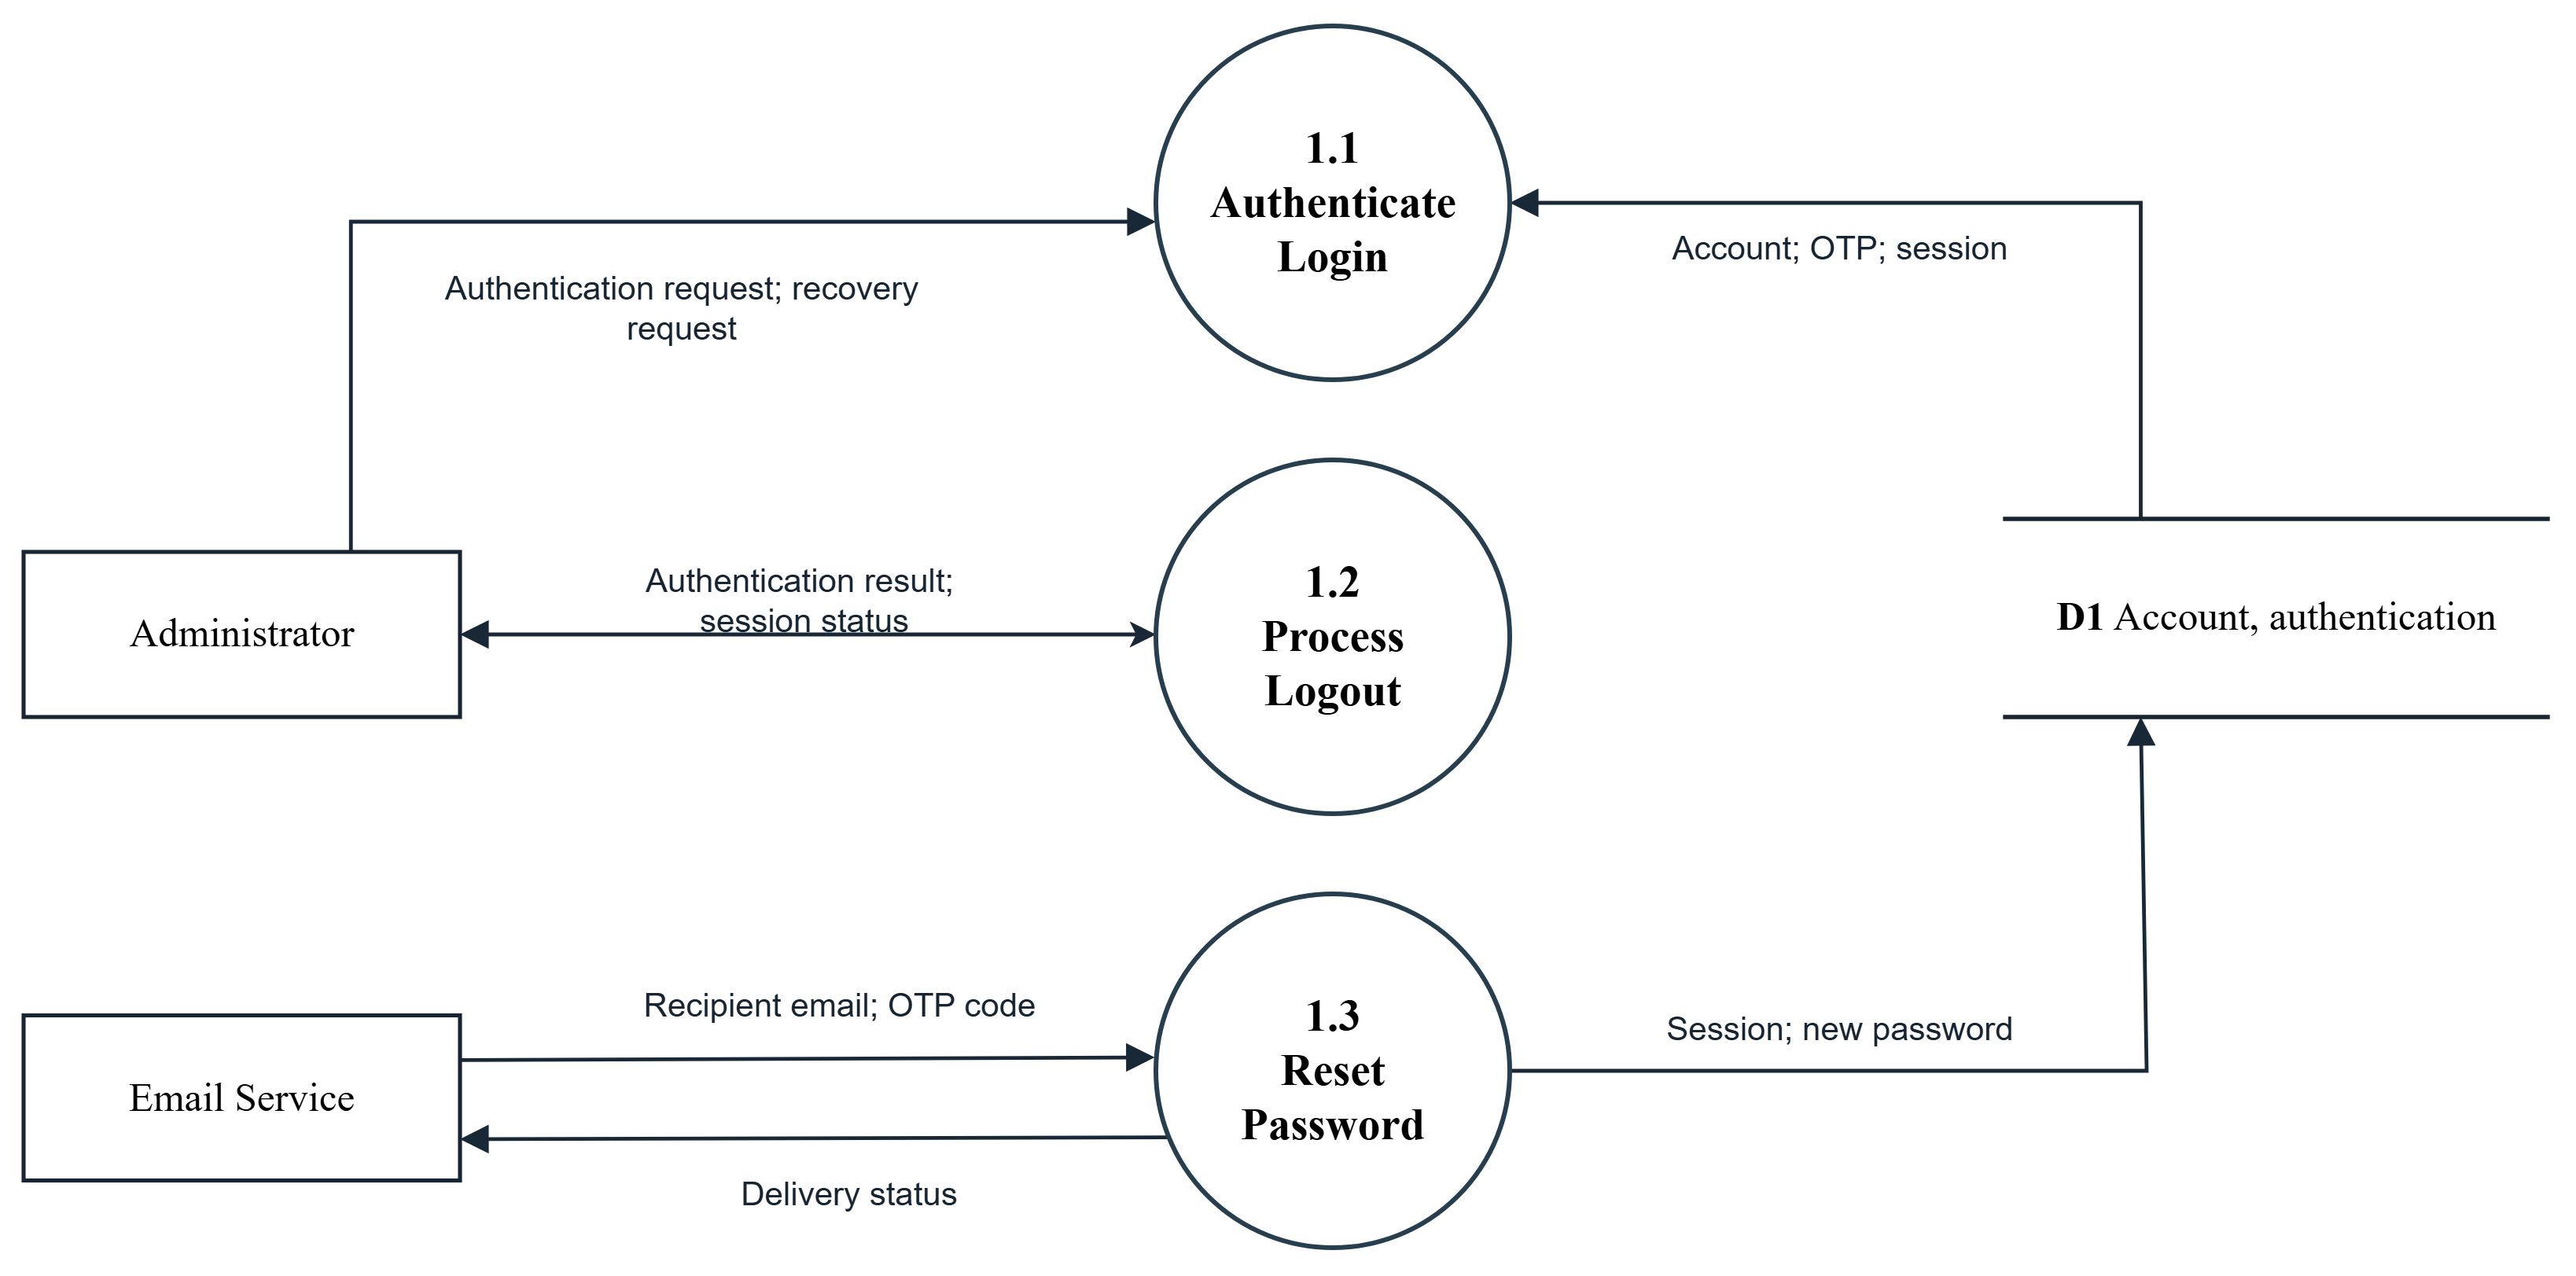 1.1
Authenticate
Login
Authentication request; recovery
request
Account; OTP; session
Administrator
Authentication result;
session status
1.2
Process
Logout
D1 Account, authentication
Email Service
Recipient email; OTP code
Delivery status
1.3
Reset
Password
Session; new password